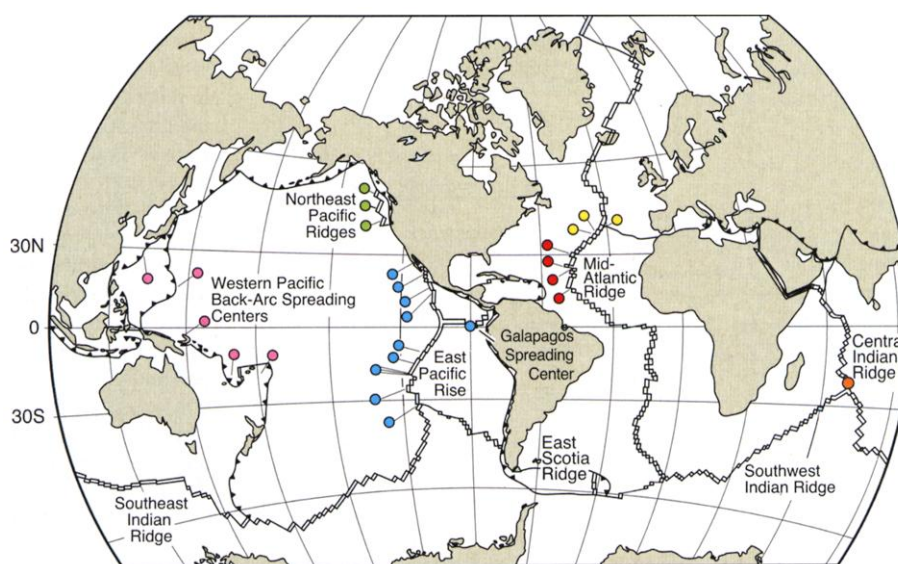 Northeast
Pacific
Ridges
30N
Western Pacific
Back-Arc Spreading
Centers
Mid-
Atlantic
Ridge
0
Galapagos
Spreading
Center
East
Pacific
Rise
Central
Indian
Ridge
30S
East
Scotia
Ridge
Southwest
Indian Ridge
Southeast
Indian
Ridge